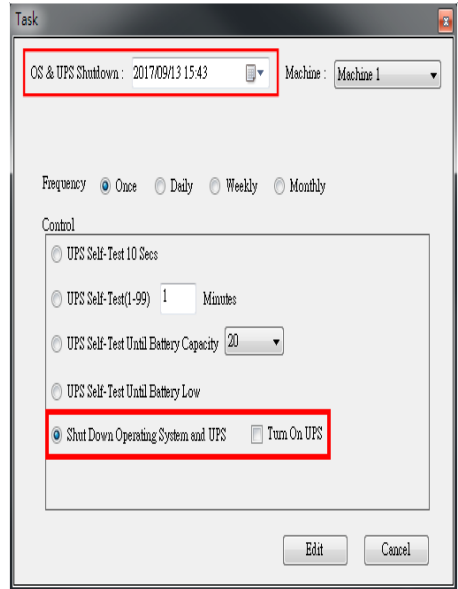 Task
OS & UPS Shutdown : 2017/09/13 15:43 Machine : Machine 1
Frequency Once Daily Weekly Monthly
Control
UPS Self-Test 10 Secs
UPS Self-Test(1-99) 1 Minutes
UPS Self-Test Until Battery Capacity 20
UPS Self-Test Until Battery Low
Shut Down Operating System and UPS Turn On UPS
Edit Cancel